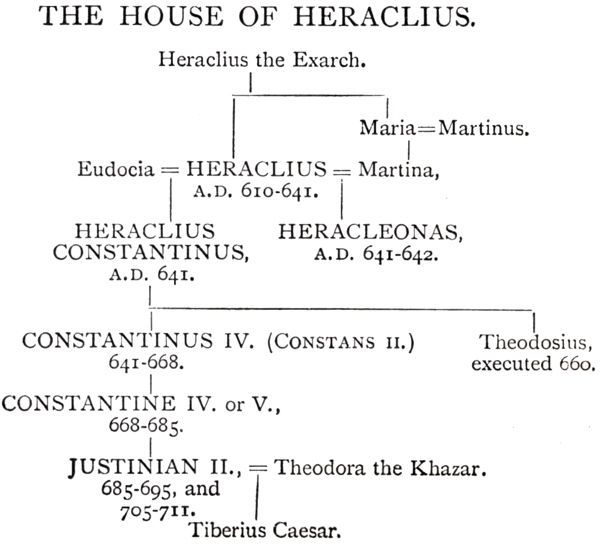 THE HOUSE OF HERACLIUS.
Heraclius the Exarch.
Maria=Martinus.
Eudocia = HERACLIUS = Martina,
A.D. 610-641.
HERACLIUS
CONSTANTINUS,
A.D. 641.
HERACLEONAS,
A.D. 641-642.
CONSTANTINUS IV. (CONSTANS II.)
641-668.
Theodosius,
executed 660.
CONSTANTINE IV. or V.,
668-685.
JUSTINIAN II., = Theodora the Khazar.
685-695, and
705-711.
Tiberius Caesar.